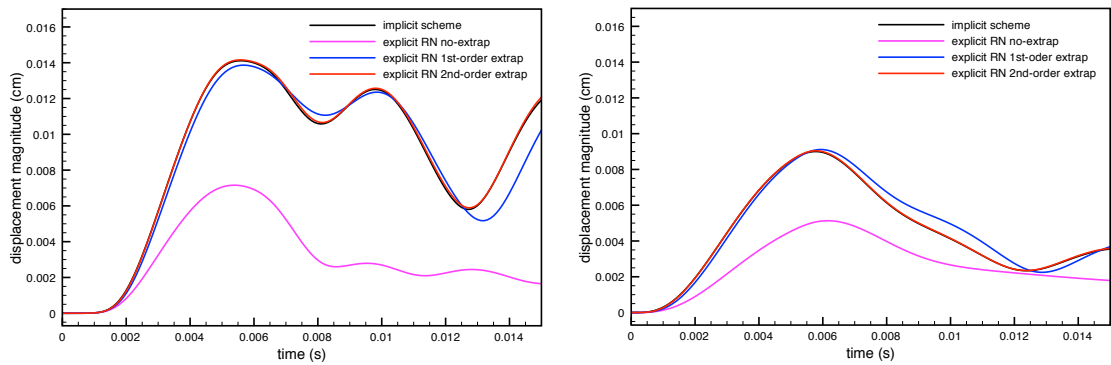 implicit scheme
explicit RN no-extrap
explicit RN 1st-order extrap
explicit RN 2nd-order extrap
0.016
0.014
0.012
0.01
0.008
0.006
0.004
0.002
0
displacement magnitude (cm)
0
0.002
0.004
0.006
0.008
0.01
0.012
0.014
time (s)
implicit scheme
explicit RN no-extrap
explicit RN 1st-oder extrap
explicit RN 2nd-order extrap
0.016
0.014
0.012
0.01
0.008
0.006
0.004
0.002
0
displacement magnitude (cm)
0
0.002
0.004
0.006
0.008
0.01
0.012
0.014
time (s)